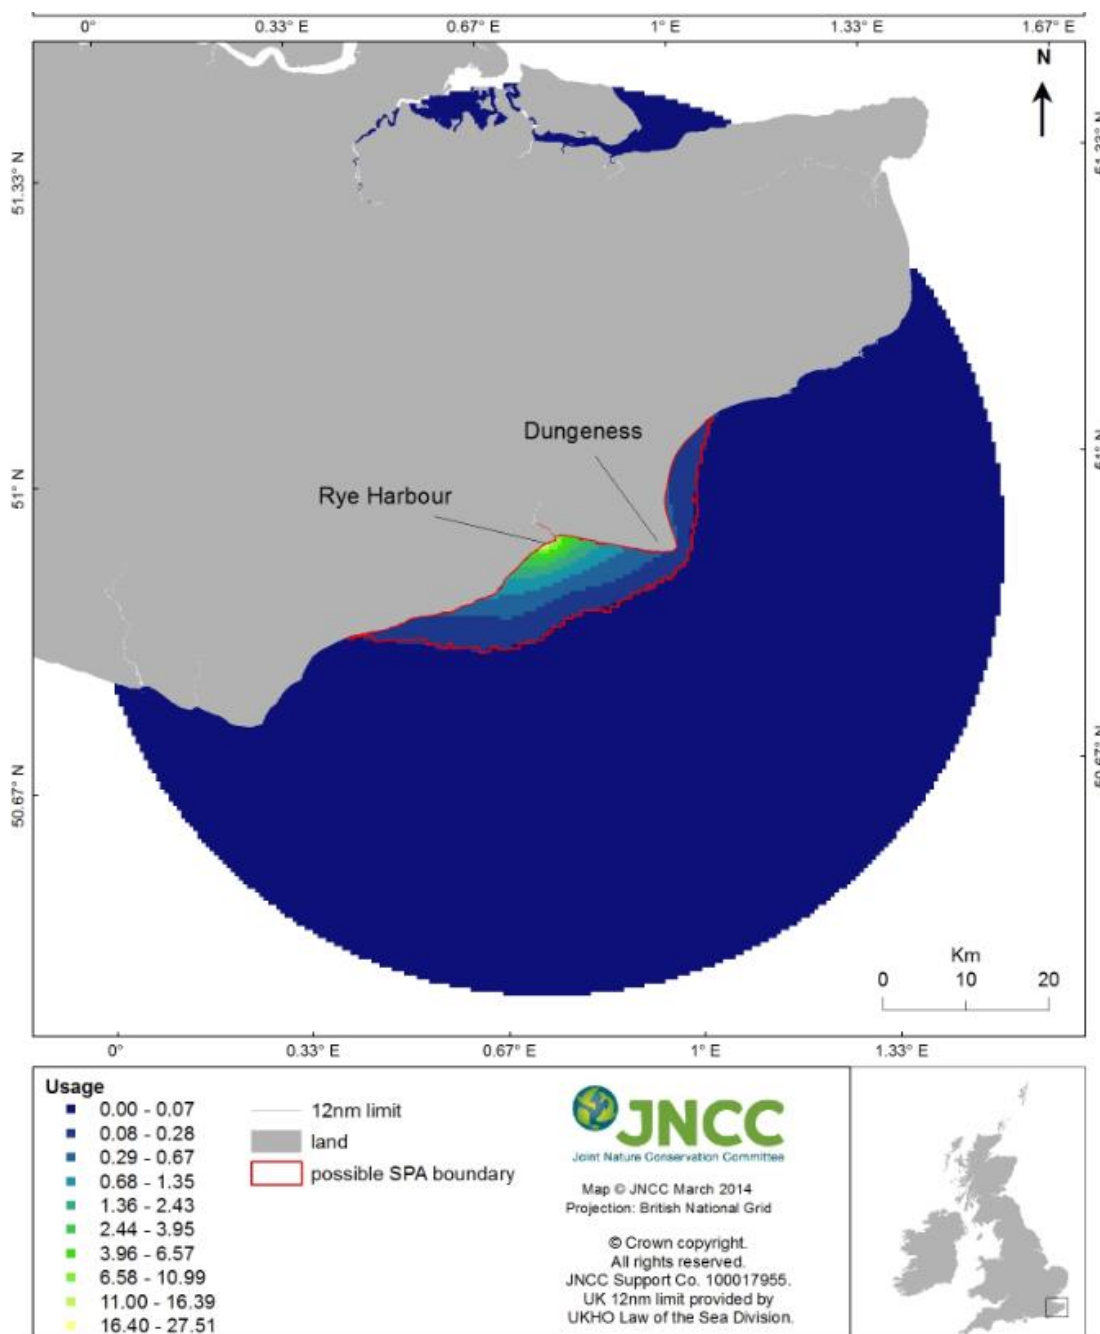 0° 0.33° E 0.67° E 1° E 1.33° E 1.67° E
N
51.33° N
51.33° N
Dungeness
51° N
Rye Harbour
51° N
50.67° N
50.67° N
Km
0 10 20
0° 0.33° E 0.67° E 1° E 1.33° E
Usage
0.00 - 0.07
0.08 - 0.28
0.29 - 0.67
0.68 - 1.35
1.36 - 2.43
2.44 - 3.95
3.96 - 6.57
6.58 - 10.99
11.00 - 16.39
16.40 - 27.51
12nm limit
land
possible SPA boundary
JNCC
Joint Nature Conservation Committee
Map © JNCC March 2014
Projection: British National Grid
© Crown copyright.
All rights reserved.
JNCC Support Co. 100017955.
UK 12nm limit provided by
UKHO Law of the Sea Division.